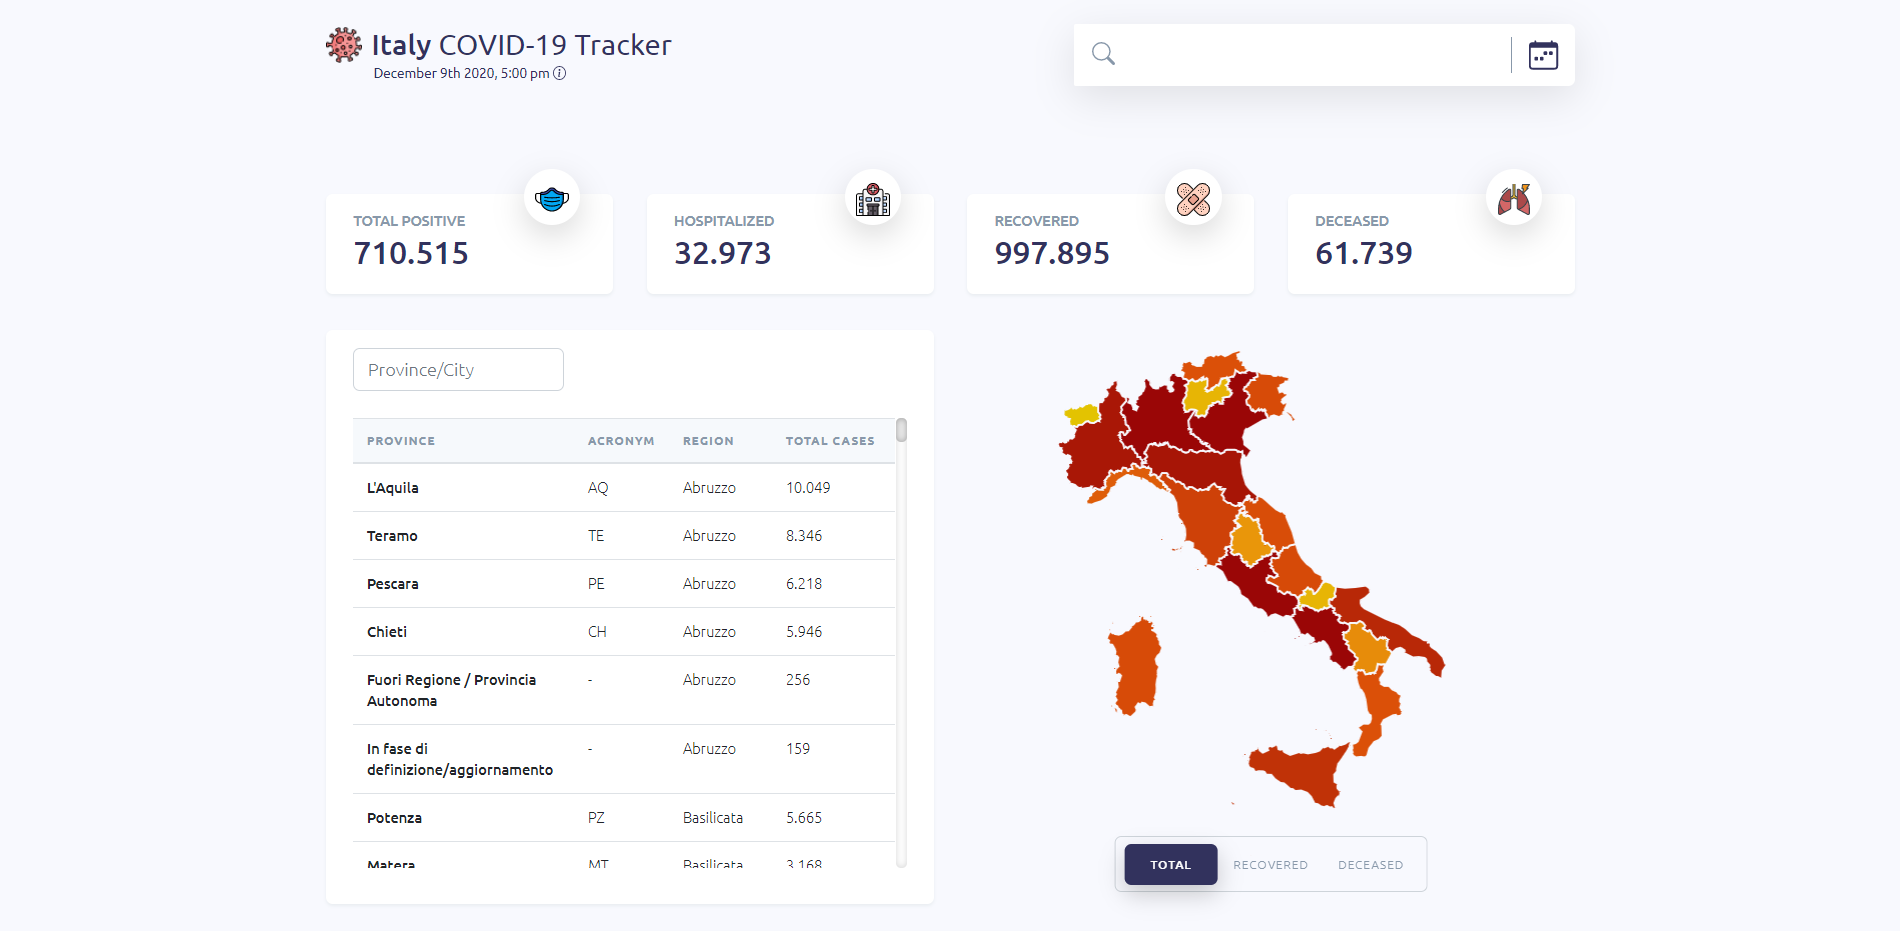 Italy COVID-19 Tracker
December 9th 2020, 5:00 pm
TOTAL POSITIVE
710.515
HOSPITALIZED
32.973
RECOVERED
997.895
DECEASED
61.739
Province/City
PROVINCE ACRONYM REGION TOTAL CASES
L'Aquila AQ Abruzzo 10.049
Teramo TE Abruzzo 8.346
Pescara PE Abruzzo 6.218
Chieti CH Abruzzo 5.946
Fuori Regione / Provincia - Abruzzo 256
Autonoma
In fase di - Abruzzo 159
definizione/aggiornamento
Potenza PZ Basilicata 5.665
Matera MT Basilicata 3.168
TOTAL RECOVERED DECEASED